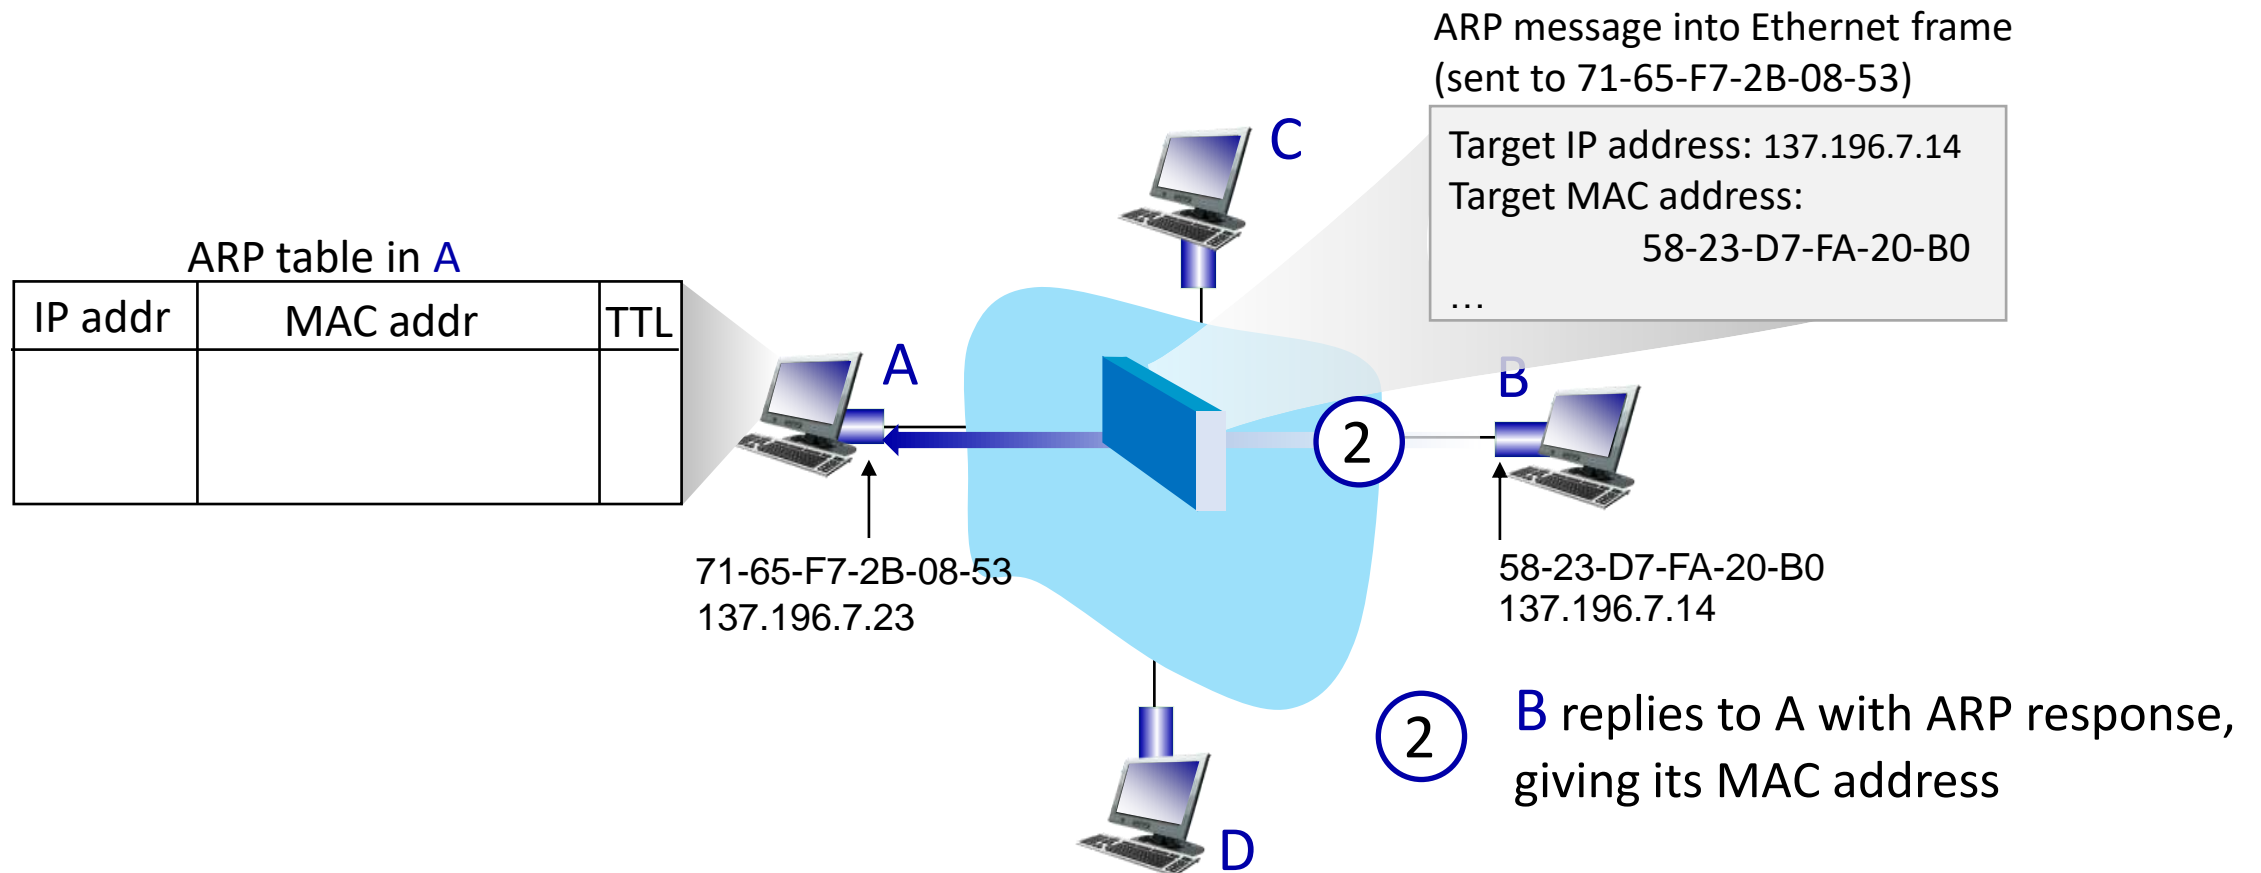 ARP message into Ethernet frame
(sent to 71-65-F7-2B-08-53)
Target IP address: 137.196.7.14
Target MAC address:
58-23-D7-FA-20-B0
…
C
ARP table in A
IP addr MAC addr TTL
A
B
2
71-65-F7-2B-08-53
137.196.7.23
58-23-D7-FA-20-B0
137.196.7.14
2
B replies to A with ARP response,
giving its MAC address
D